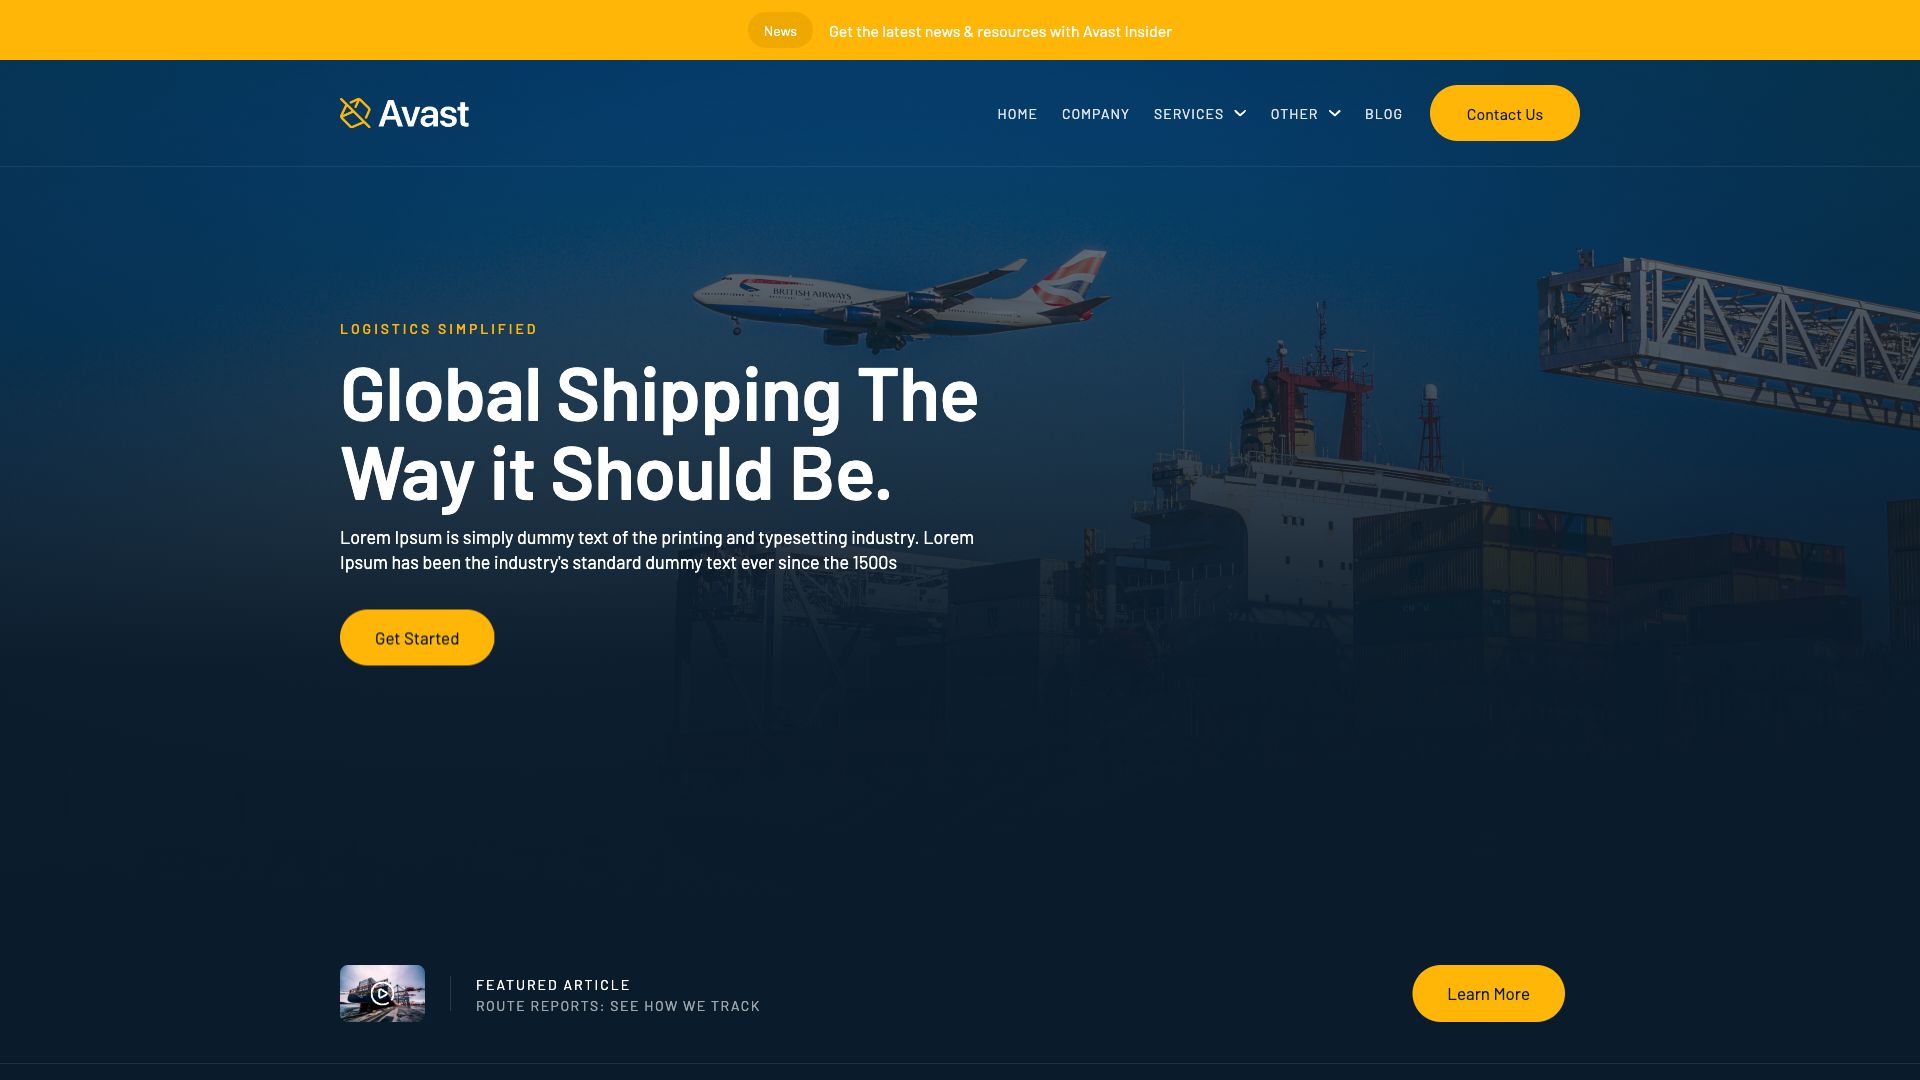 News
Get the latest news & resources with Avast Insider
Avast
HOME
COMPANY
SERVICES
OTHER
BLOG
Contact Us
BRITISH AIRWAYS
LOGISTICS SIMPLIFIED
Global Shipping The
Way it Should Be.
Lorem Ipsum is simply dummy text of the printing and typesetting industry. Lorem
Ipsum has been the industry's standard dummy text ever since the 1500s
Get Started
FEATURED ARTICLE
ROUTE REPORTS: SEE HOW WE TRACK
Learn More